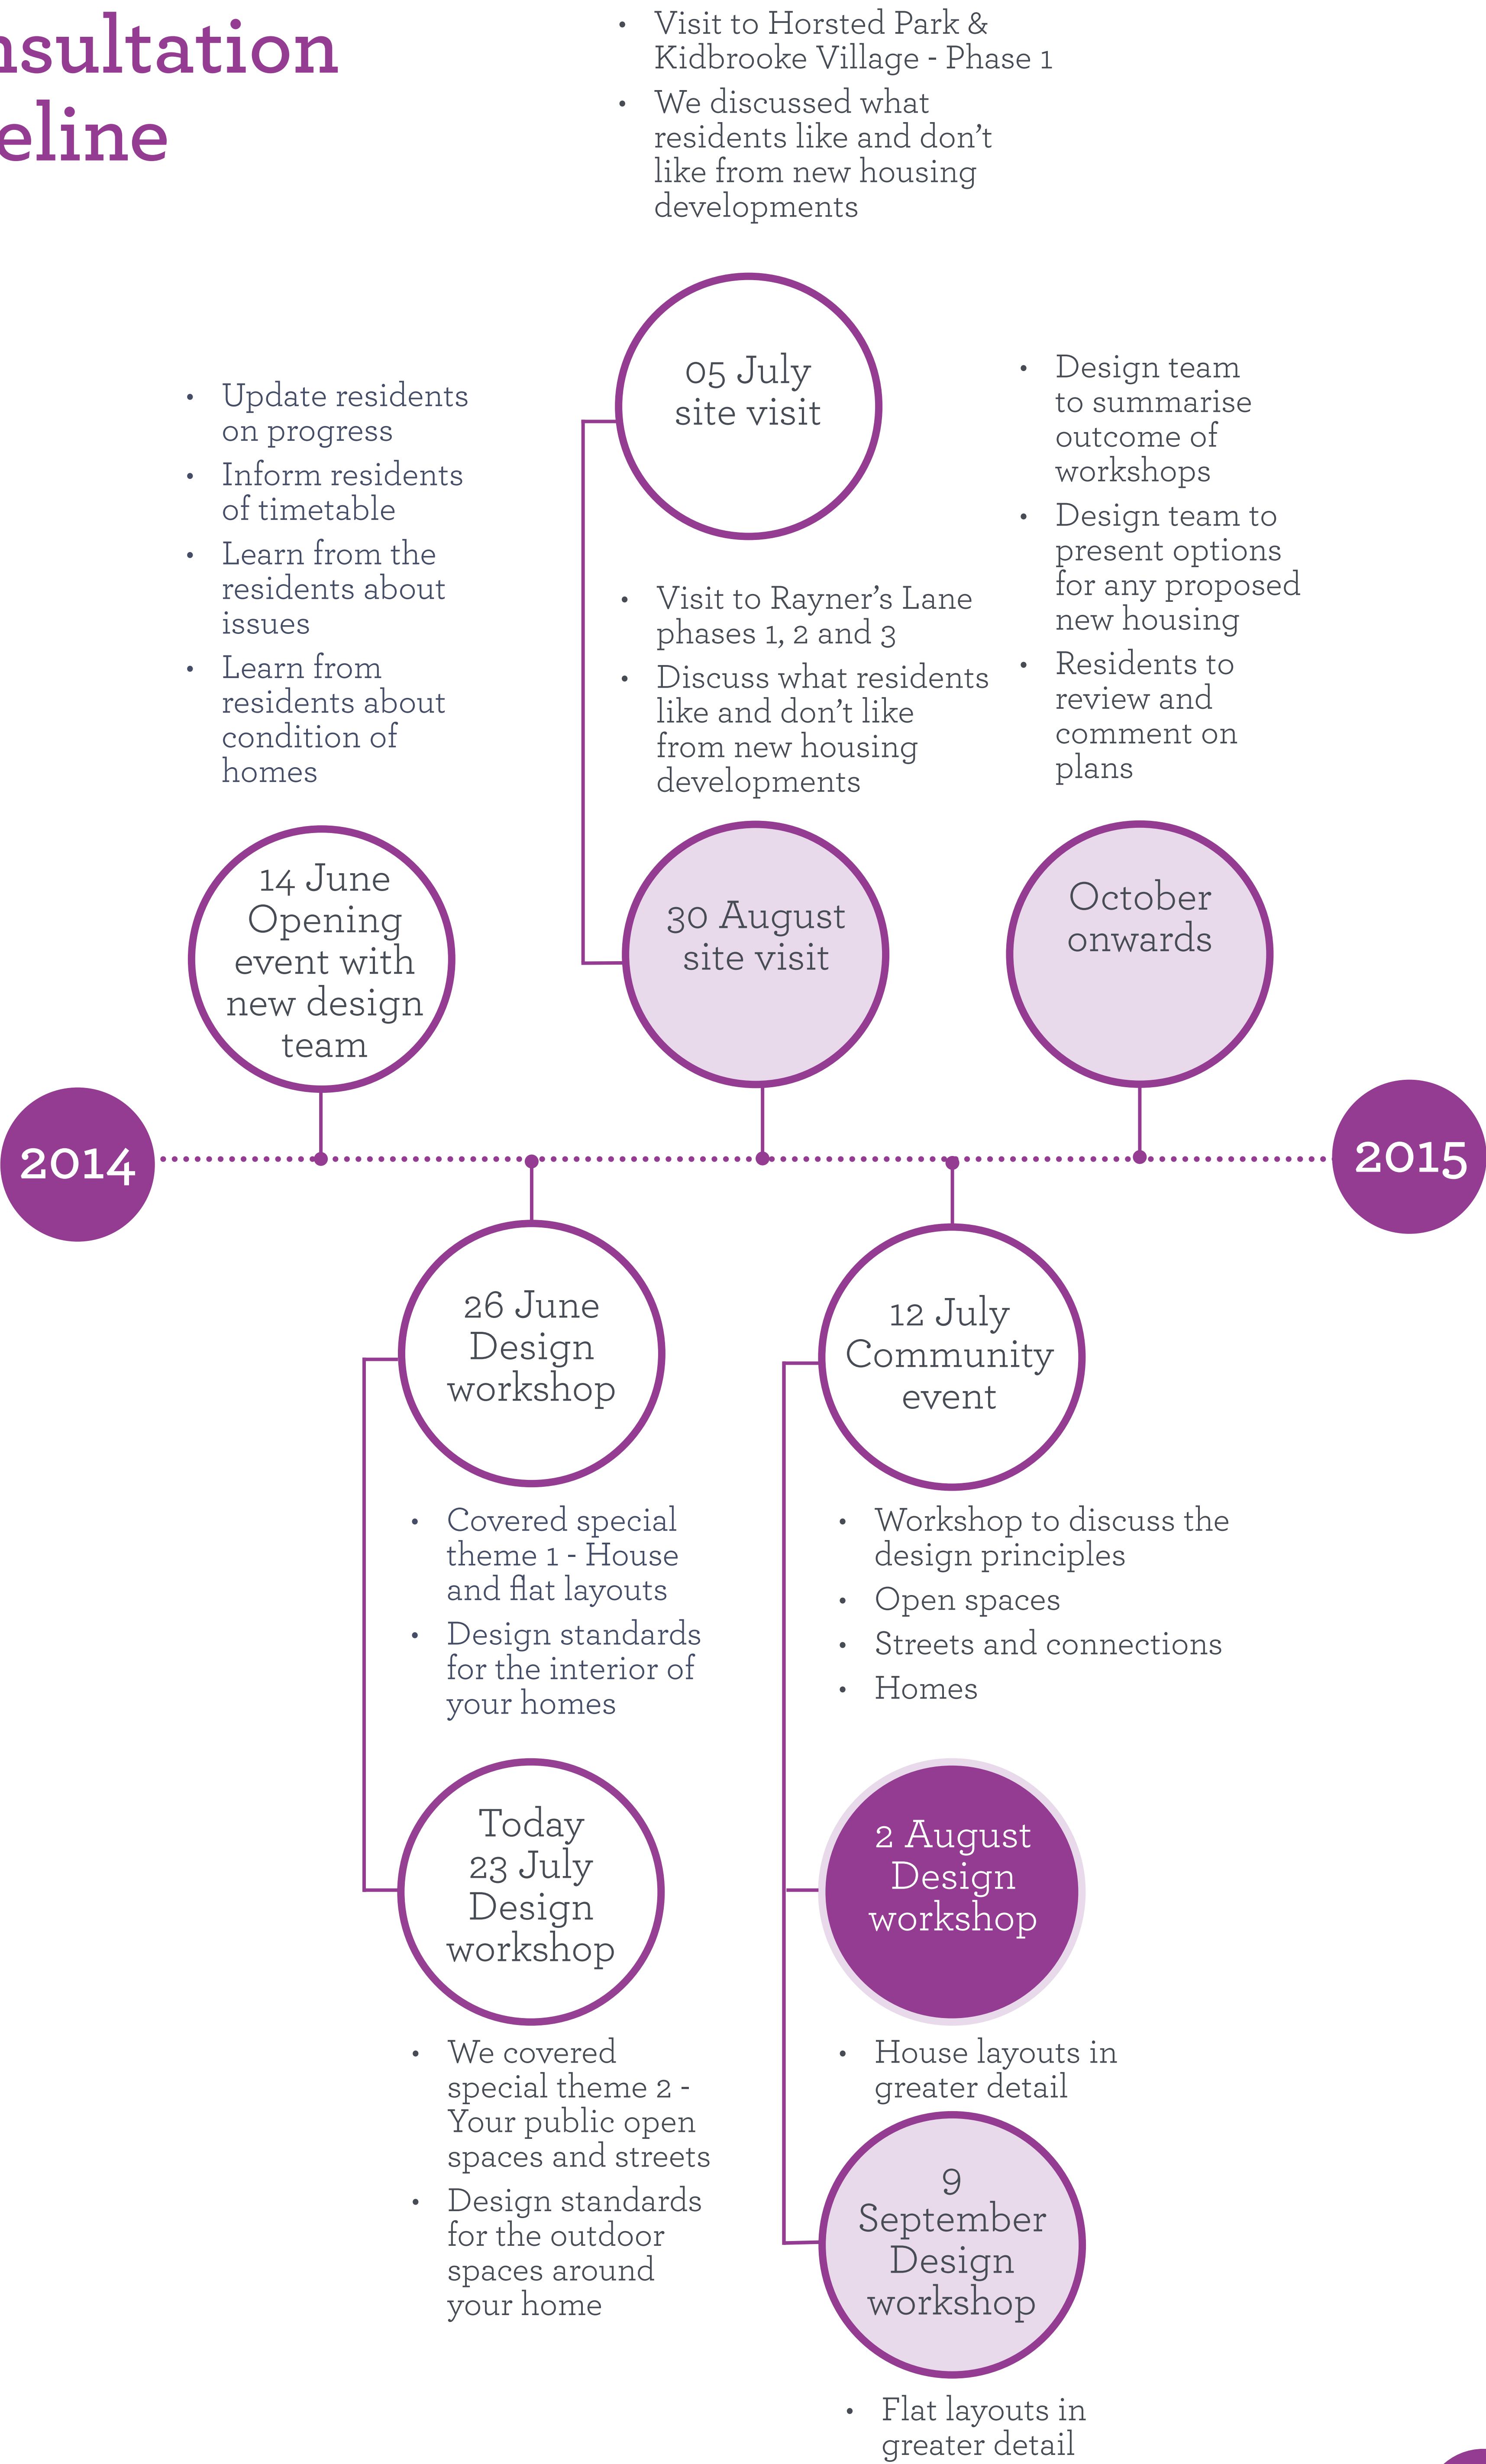 nsultation
eline
• Visit to Horsted Park &
Kidbrooke Village - Phase 1
• We discussed what
residents like and don't
like from new housing
developments
05 July
site visit
• Update residents
on progress
• Inform residents
of timetable
• Learn from the
residents about
issues
• Learn from
residents about
condition of
homes
• Visit to Rayner's Lane
phases 1, 2 and 3
• Discuss what residents
like and don't like
from new housing
developments
• Design team
to summarise
outcome of
workshops
• Design team to
present options
for any proposed
new housing
• Residents to
review and
comment on
plans
14 June
Opening
event with
new design
team
30 August
site visit
October
onwards
2014
2015
26 June
Design
workshop
12 July
Community
event
• Covered special
theme 1 - House
and flat layouts
• Design standards
for the interior of
your homes
• Workshop to discuss the
design principles
• Open spaces
• Streets and connections
• Homes
Today
23 July
Design
workshop
2 August
Design
workshop
• We covered
special theme 2 -
Your public open
spaces and streets
• Design standards
for the outdoor
spaces around
your home
• House layouts in
greater detail
9
September
Design
workshop
• Flat layouts in
greater detail